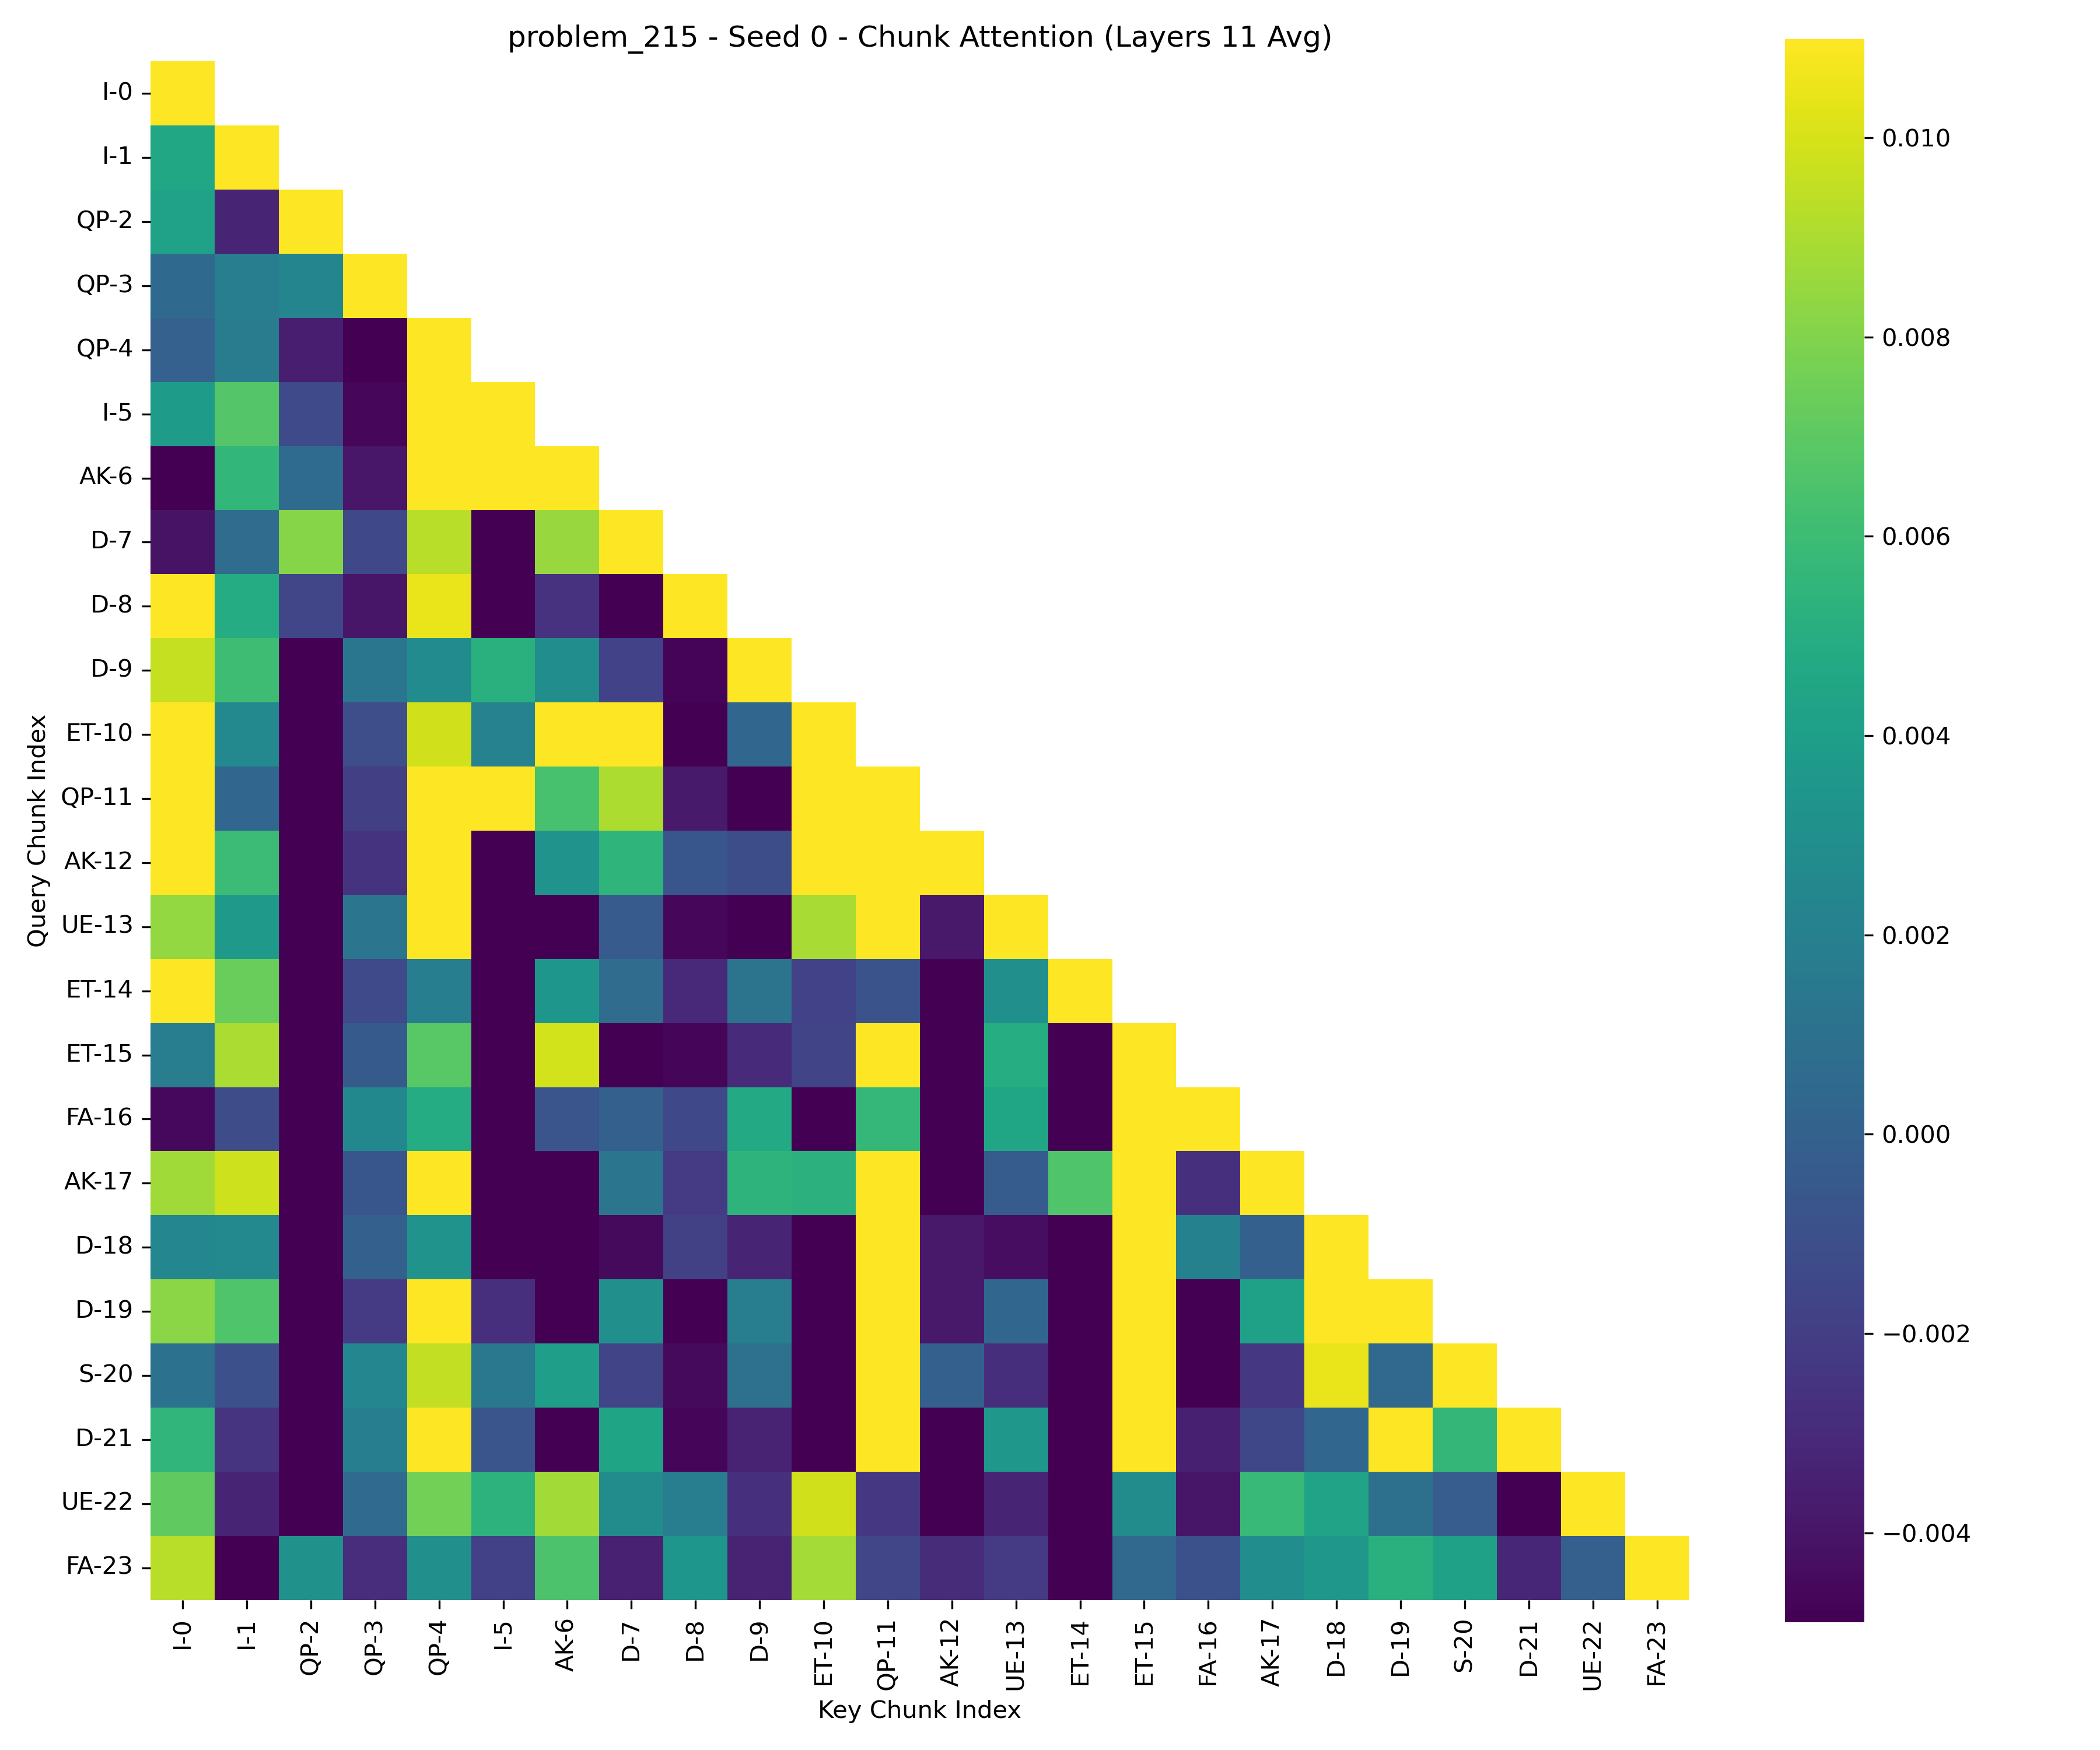 problem_215 - Seed 0 - Chunk Attention (Layers 11 Avg)
Query Chunk Index
I-0
I-1
QP-2
QP-3
QP-4
I-5
AK-6
D-7
D-8
D-9
ET-10
QP-11
AK-12
UE-13
ET-14
ET-15
FA-16
AK-17
D-18
D-19
S-20
D-21
UE-22
FA-23
I-0
I-1
QP-2
QP-3
QP-4
I-5
AK-6
D-7
D-8
D-9
ET-10
QP-11
AK-12
UE-13
ET-14
ET-15
FA-16
AK-17
D-18
D-19
S-20
D-21
UE-22
FA-23
Key Chunk Index
0.010
0.008
0.006
0.004
0.002
0.000
−0.002
−0.004